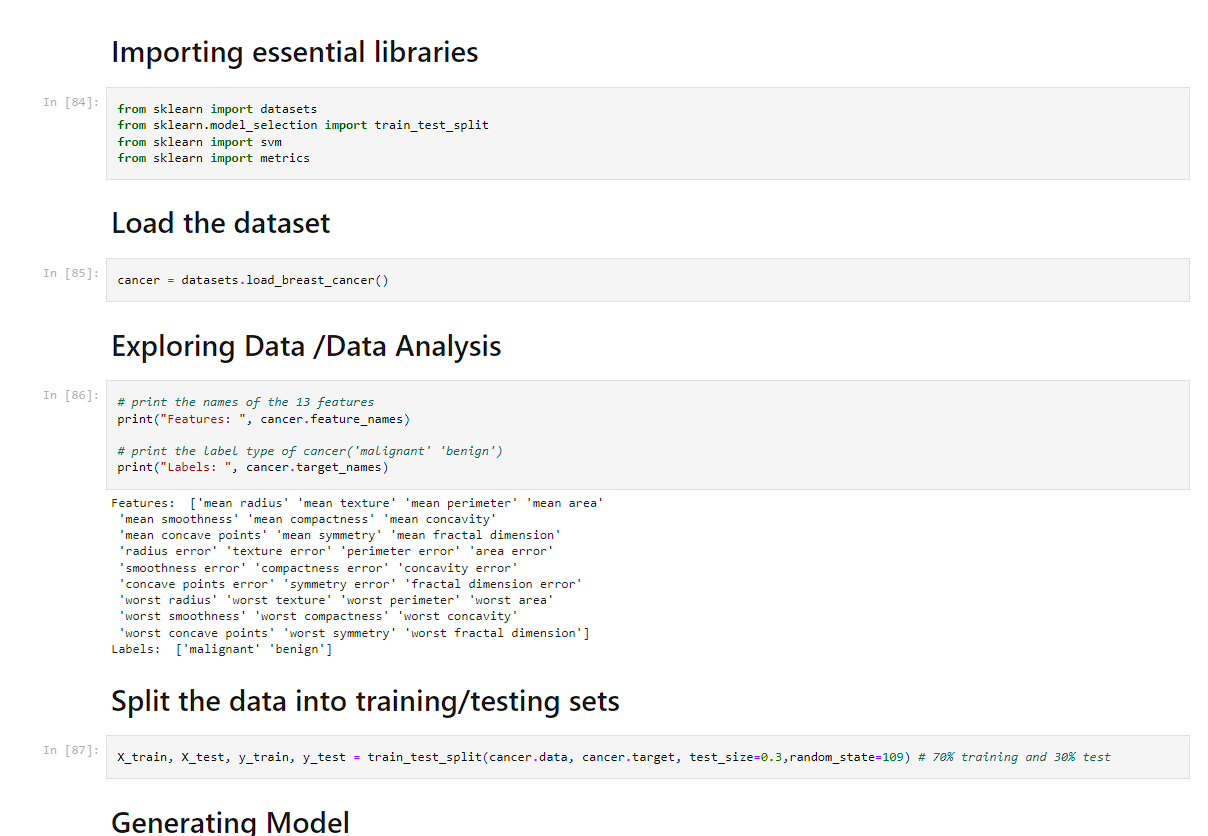 Importing essential libraries
In [84]:
from sklearn import datasets
from sklearn.model_selection import train_test_split
from sklearn import svm
from sklearn import metrics
Load the dataset
In [85]:
cancer = datasets.load_breast_cancer()
Exploring Data /Data Analysis
In [86]:
# print the names of the 13 features
print("Features: ", cancer.feature_names)
# print the label type of cancer('malignant' 'benign')
print("Labels: ", cancer.target_names)
Features:  ['mean radius' 'mean texture' 'mean perimeter' 'mean area'
 'mean smoothness' 'mean compactness' 'mean concavity'
 'mean concave points' 'mean symmetry' 'mean fractal dimension'
 'radius error' 'texture error' 'perimeter error' 'area error'
 'smoothness error' 'compactness error' 'concavity error'
 'concave points error' 'symmetry error' 'fractal dimension error'
 'worst radius' 'worst texture' 'worst perimeter' 'worst area'
 'worst smoothness' 'worst compactness' 'worst concavity'
 'worst concave points' 'worst symmetry' 'worst fractal dimension']
Labels:  ['malignant' 'benign']
Split the data into training/testing sets
In [87]:
X_train, X_test, y_train, y_test = train_test_split(cancer.data, cancer.target, test_size=0.3,random_state=109) # 70% training and 30% test
Generating Model